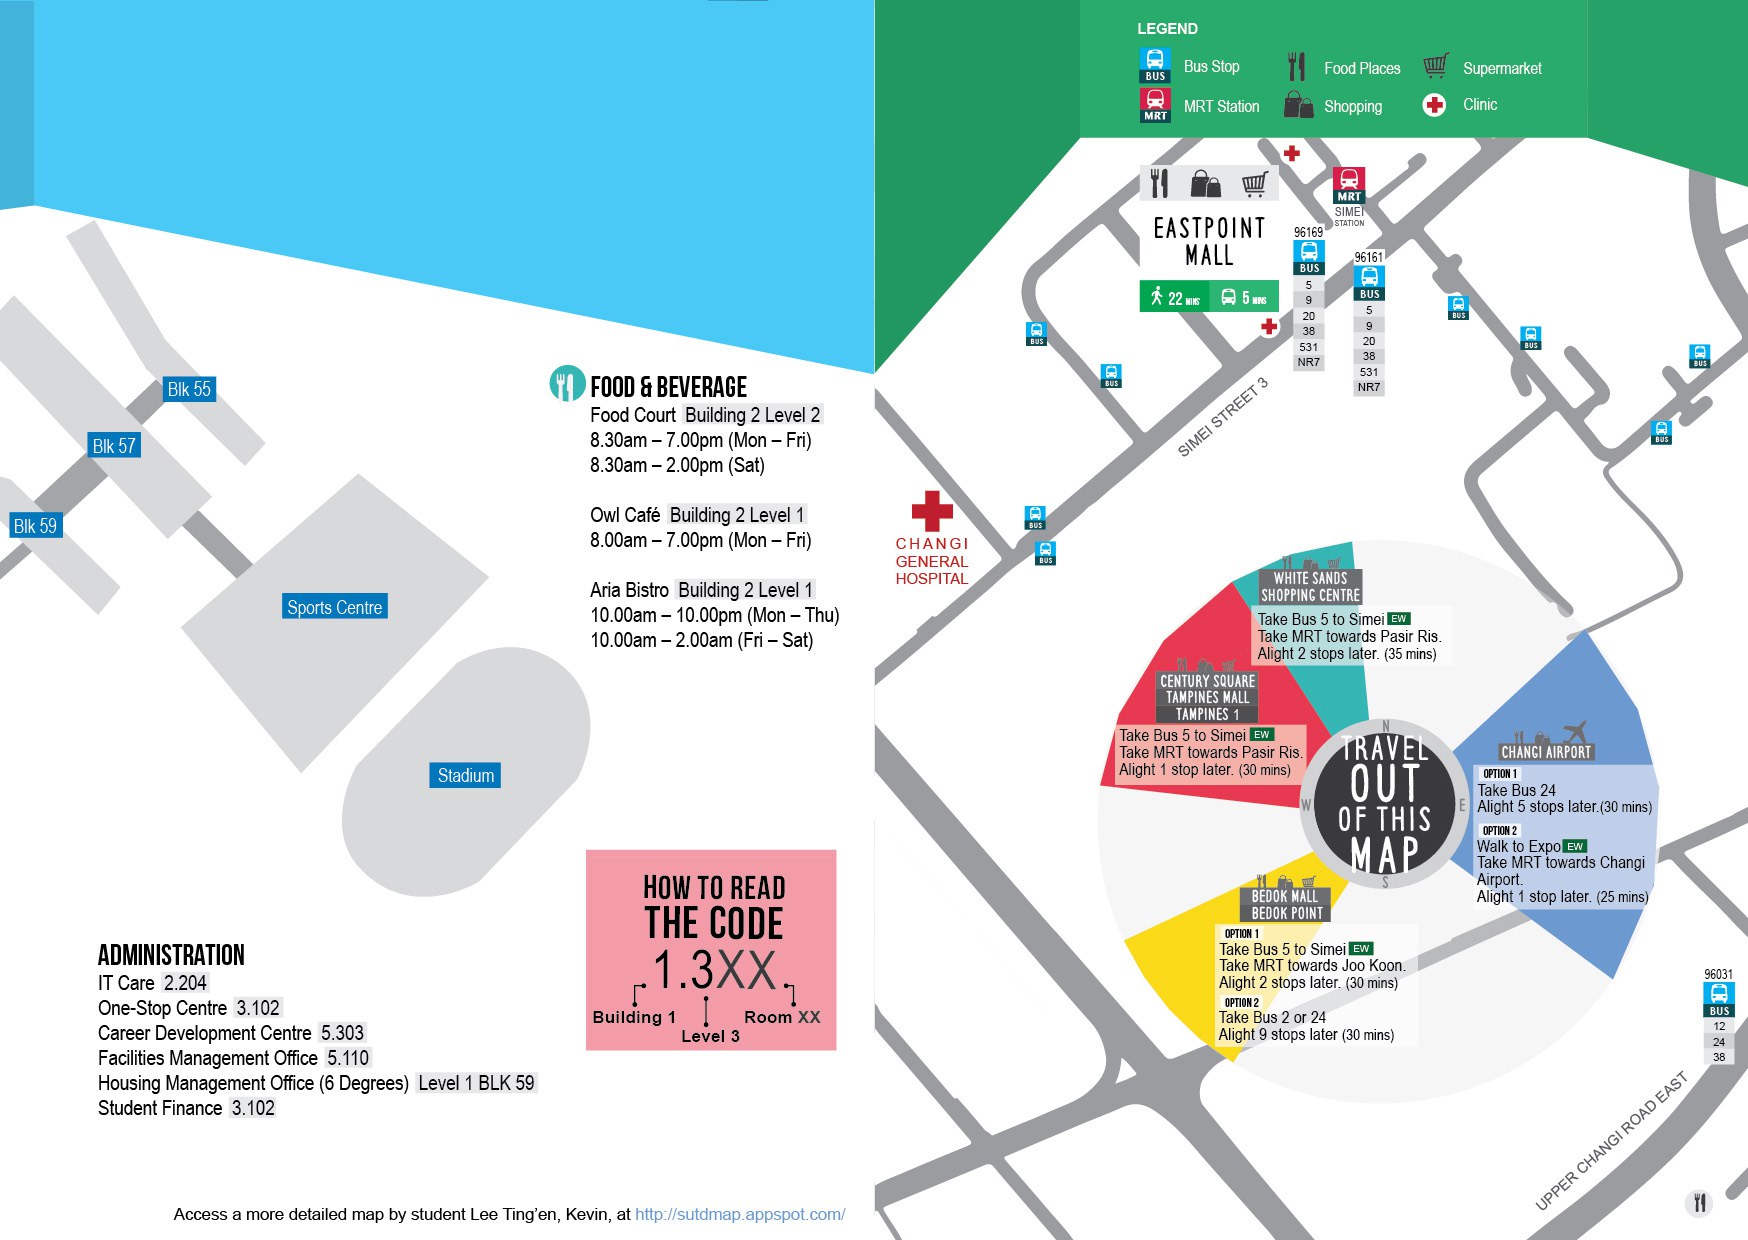 Blk 55
Blk 57
Blk 59
Sports Centre
Stadium
FOOD & BEVERAGE
Food Court Building 2 Level 2
8.30am – 7.00pm (Mon – Fri)
8.30am – 2.00pm (Sat)
Owl Café Building 2 Level 1
8.00am – 7.00pm (Mon – Fri)
Aria Bistro Building 2 Level 1
10.00am – 10.00pm (Mon – Thu)
10.00am – 2.00am (Fri – Sat)
HOW TO READ
THE CODE
1.3XX
Building 1
Level 3
Room XX
ADMINISTRATION
IT Care 2.204
One-Stop Centre 3.102
Career Development Centre 5.303
Facilities Management Office 5.110
Housing Management Office (6 Degrees) Level 1 BLK 59
Student Finance 3.102
Access a more detailed map by student Lee Ting'en, Kevin, at http://sutdmap.appspot.com/
LEGEND
BUS Bus Stop
Food Places
Supermarket
MRT MRT Station
Shopping
Clinic
EASTPOINT
MALL
22 MINS
5 MINS
MRT
SIMEI
STATION
96169
BUS
5
9
20
38
531
NR7
96161
BUS
5
9
20
38
531
NR7
BUS
BUS
BUS
BUS
BUS
BUS
SIMEI STREET 3
CHANGI
GENERAL
HOSPITAL
BUS
BUS
WHITE SANDS
SHOPPING CENTRE
Take Bus 5 to Simei EW
Take MRT towards Pasir Ris.
Alight 2 stops later. (35 mins)
CENTURY SQUARE
TAMPINES MALL
TAMPINES 1
Take Bus 5 to Simei EW
Take MRT towards Pasir Ris.
Alight 1 stop later. (30 mins)
N
W
E
S
TRAVEL
OUT
OF THIS
MAP
CHANGI AIRPORT
OPTION 1
Take Bus 24
Alight 5 stops later.(30 mins)
OPTION 2
Walk to Expo EW
Take MRT towards Changi
Airport.
Alight 1 stop later. (25 mins)
BEDOK MALL
BEDOK POINT
OPTION 1
Take Bus 5 to Simei EW
Take MRT towards Joo Koon.
Alight 2 stops later. (30 mins)
OPTION 2
Take Bus 2 or 24
Alight 9 stops later (30 mins)
96031
BUS
12
24
38
UPPER CHANGI ROAD EAST